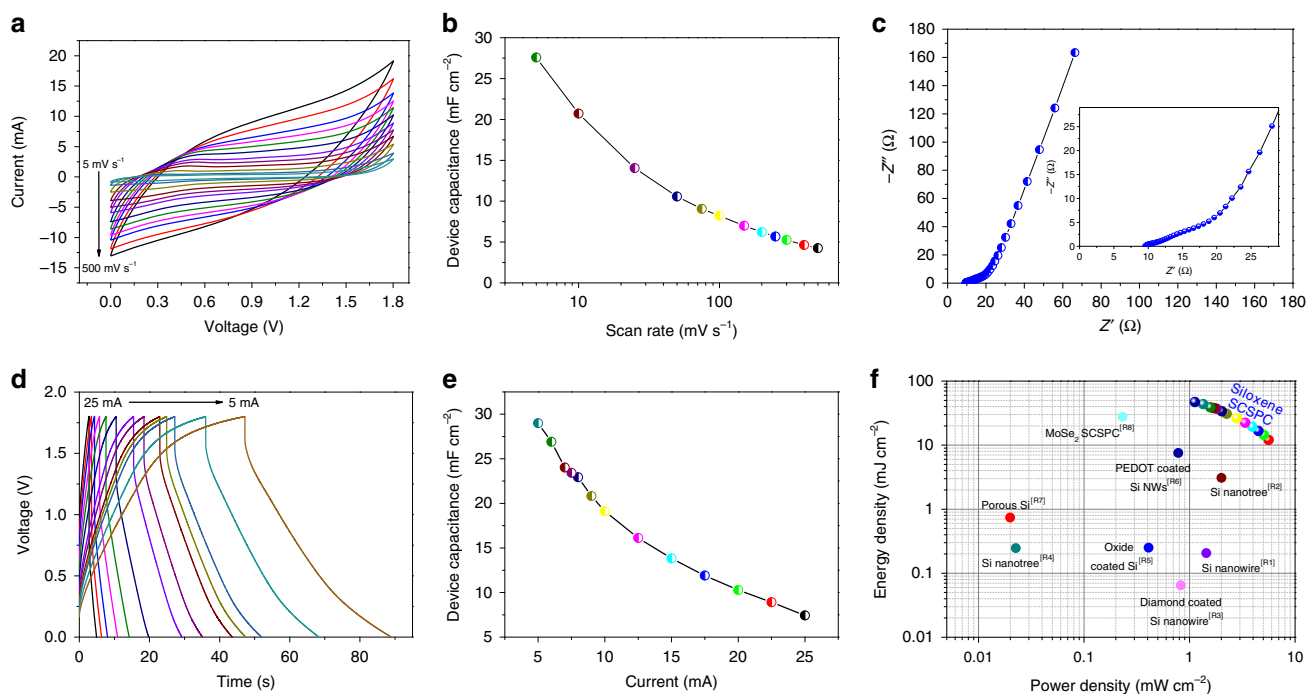 a
Current (mA)
20
15
10
5
0
−5
−10
−15
5 mV s⁻¹
500 mV s⁻¹
0.0 0.3 0.6 0.9 1.2 1.5 1.8
Voltage (V)
b
Device capacitance (mF cm⁻²)
30
25
20
15
10
5
0
10 100
Scan rate (mV s⁻¹)
c
−Z″ (Ω)
180
160
140
120
100
80
60
40
20
0
0 20 40 60 80 100 120 140 160 180
Z′ (Ω)
−Z″ (Ω)
25
20
15
10
5
0
0 5 10 15 20 25
Z′ (Ω)
d
Voltage (V)
2.0
1.5
1.0
0.5
0.0
25 mA 5 mA
0 20 40 60 80
Time (s)
e
Device capacitance (mF cm⁻²)
30
25
20
15
10
5
5 10 15 20 25
Current (mA)
f
Energy density (mJ cm⁻²)
100
10
1
0.1
0.01
Siloxene
SCSPC
MoSe₂ SCSPC[R8]
PEDOT coated
Si NWs[R6]
Si nanotree[R2]
Porous Si[R7]
Si nanotree[R4]
Oxide
coated Si[R5]
Si nanowire[R1]
Diamond coated
Si nanowire[R3]
0.01 0.1 1 10
Power density (mW cm⁻²)